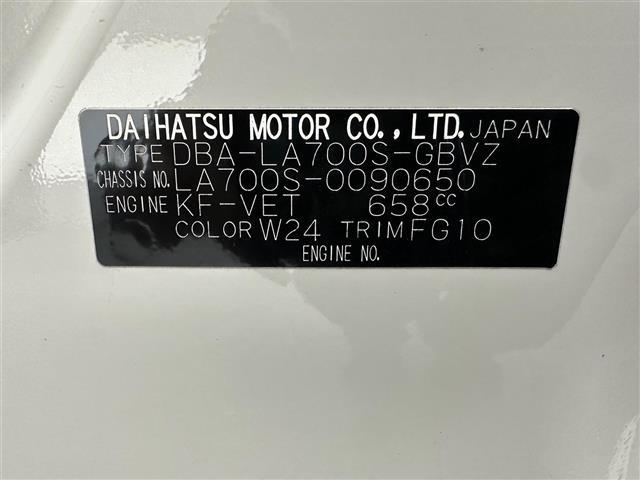 DAIHATSU MOTOR CO.,LTD. JAPAN
TYPE DBA-LA700S-GBVZ
CHASSIS NO. LA700S-0090650
ENGINE KF-VET 658cc
COLOR W24 TRIM FG10
ENGINE NO.